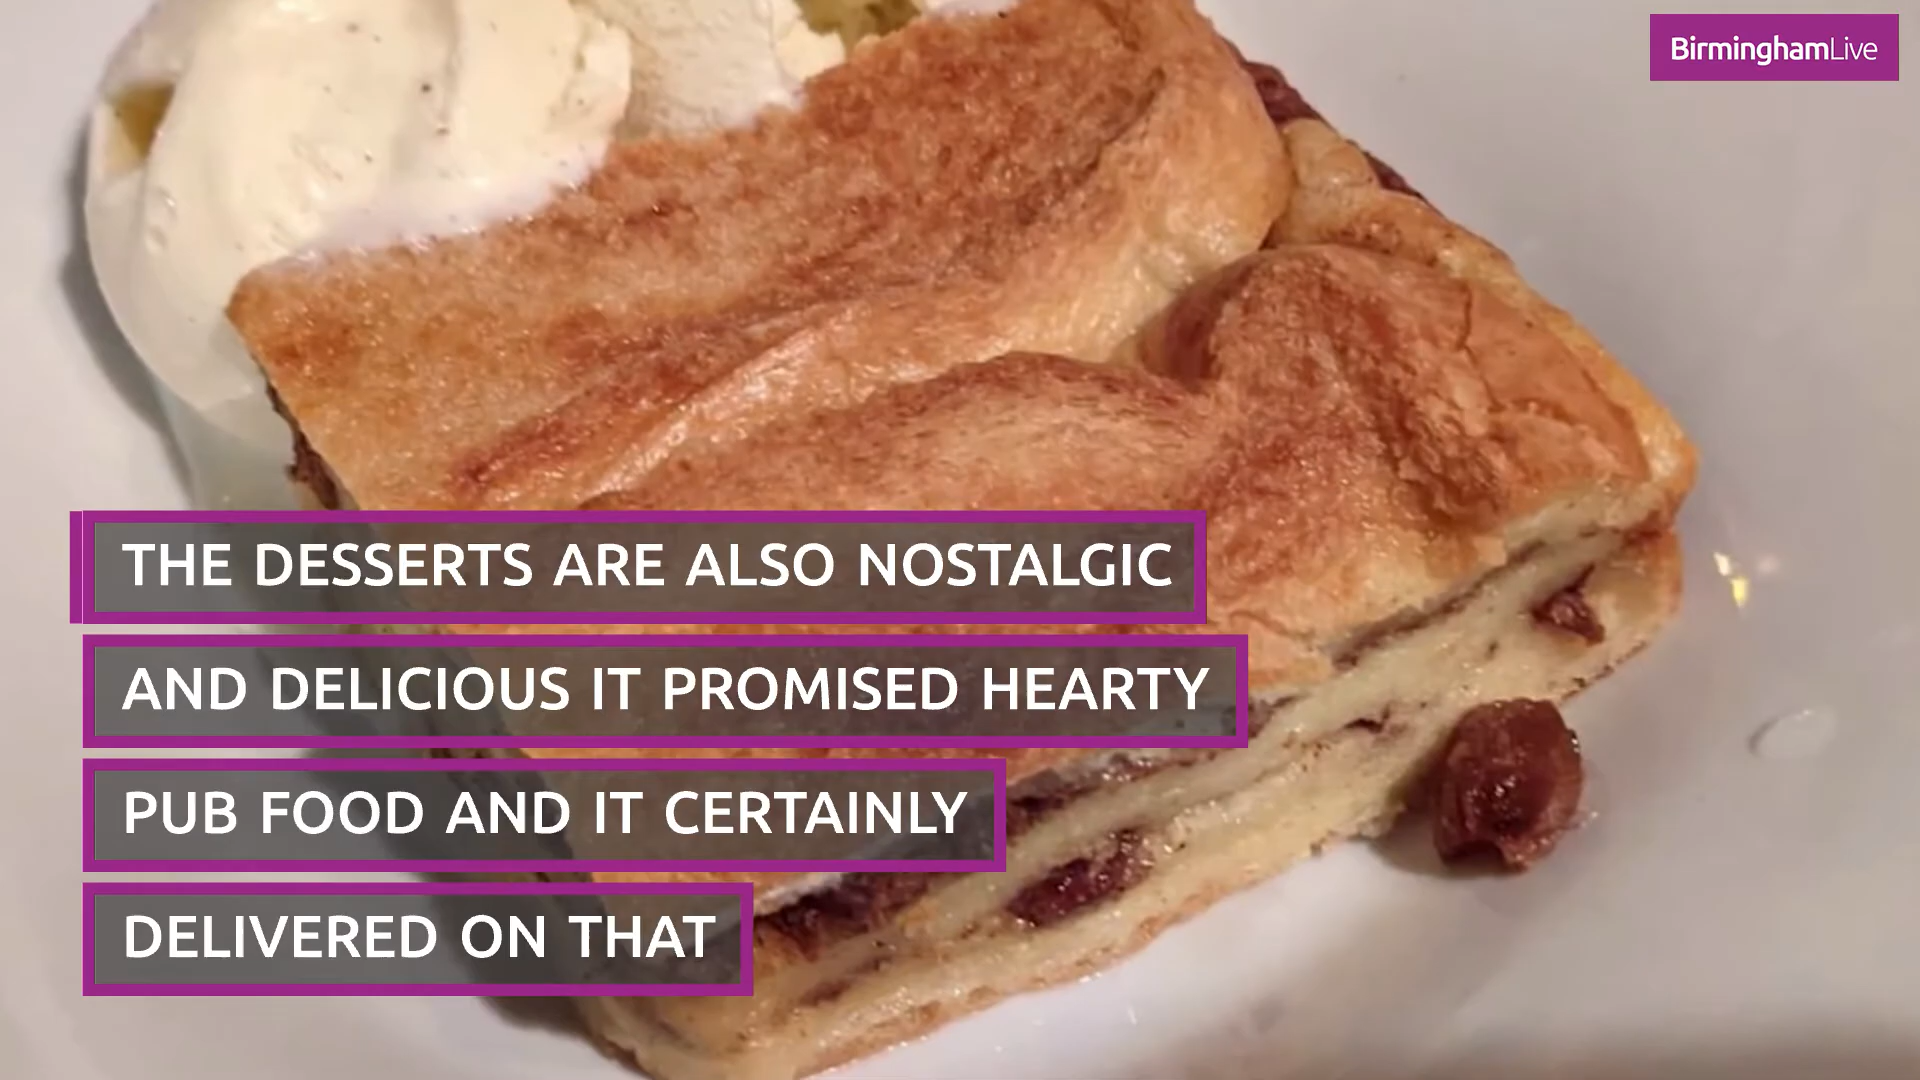 BirminghamLive
THE DESSERTS ARE ALSO NOSTALGIC
AND DELICIOUS IT PROMISED HEARTY
PUB FOOD AND IT CERTAINLY
DELIVERED ON THAT